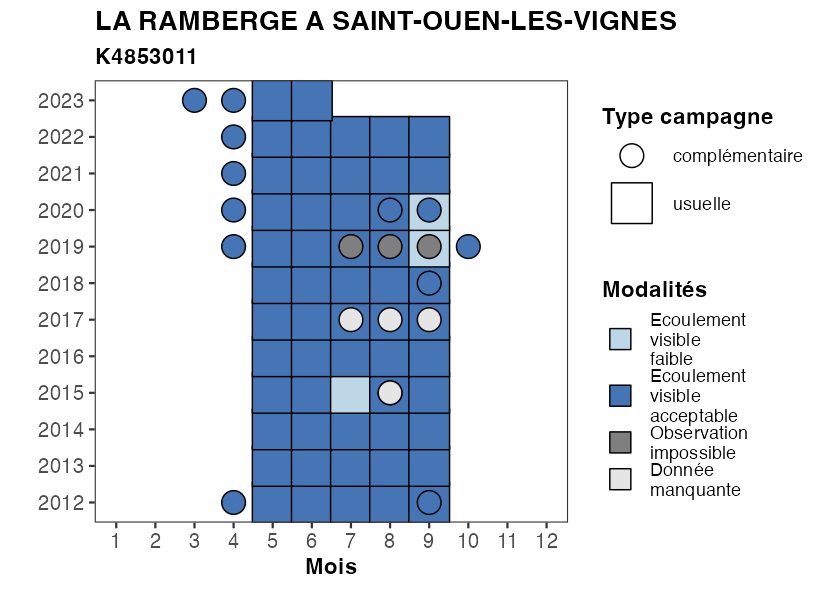 LA RAMBERGE A SAINT-OUEN-LES-VIGNES
K4853011
2023
2022
2021
2020
2019
2018
2017
2016
2015
2014
2013
2012
1 2 3 4 5 6 7 8 9 10 11 12
Mois
Type campagne
complémentaire
usuelle
Modalités
Ecoulement
visible
faible
Ecoulement
visible
acceptable
Observation
impossible
Donnée
manquante